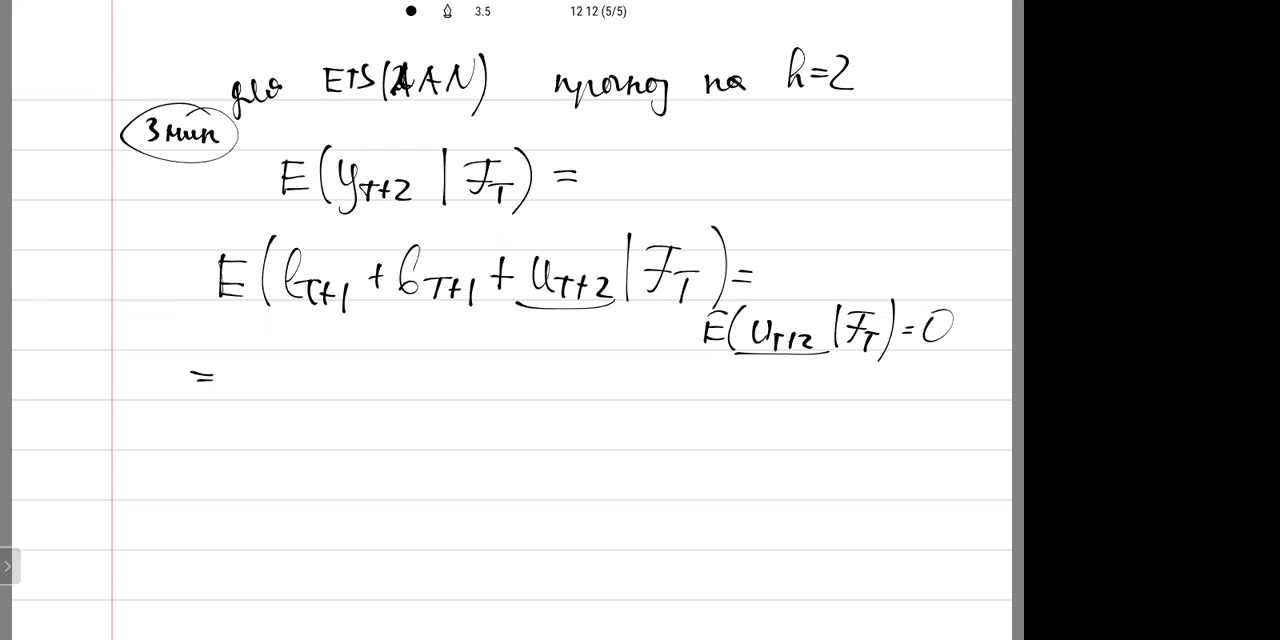 3.5 12 12 (5/5)
для ETS(AAN) прогноз на h=2
3 мин
E(y_{T+2} | F_T) =
E(l_{T+1} + b_{T+1} + u_{T+2} | F_T) =
E(u_{T+2} | F_T) = 0
=